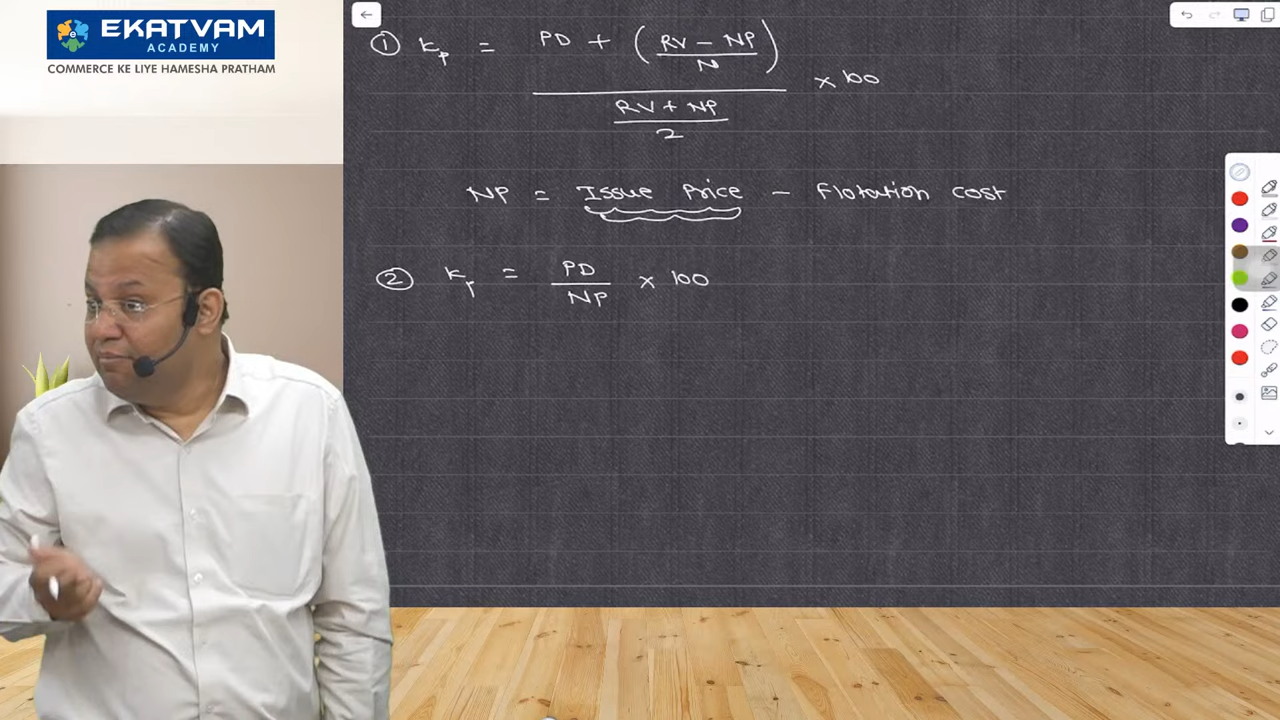 EKATVAM
ACADEMY
COMMERCE KE LIYE HAMESHA PRATHAM
① Kp = PD + (RV - NP / N) / (RV + NP / 2) × 100
NP = Issue Price - Flotation cost
② Kp = PD / NP × 100